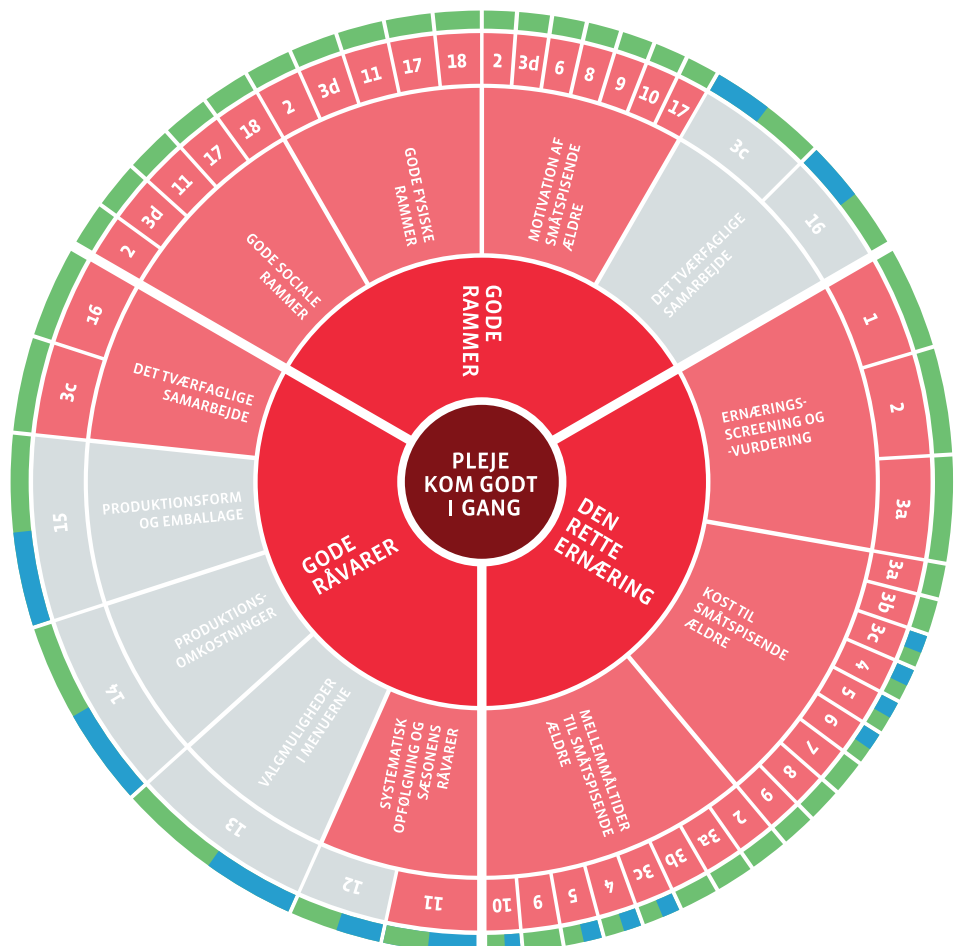 PLEJE
KOM GODT
I GANG
GODE
RAMMER
DEN
RETTE
ERNÆRING
GODE
RÅVARER
MOTIVATION AF
SMÅTSPISENDE
ÆLDRE
2
3d
6
8
9
10
17
DET TVÆRFAGLIGE
SAMARBEJDE
3c
16
ERNÆRINGS-
SCREENING OG
-VURDERING
1
2
3a
KOST TIL
SMÅTSPISENDE
ÆLDRE
3a
3b
3c
4
5
6
7
8
9
MELLEMMÅLTIDER
TIL SMÅTSPISENDE
ÆLDRE
2
3a
3b
3c
4
5
9
10
SYSTEMATISK
OPFOLGNING OG
SÆSONENS
RÅVARER
11
12
VALGMULIGHEDER
I MENUERNE
13
PRODUKTIONS-
OMKOSTNINGER
14
PRODUKTIONSFORM
OG EMBALLAGE
15
DET TVÆRFAGLIGE
SAMARBEJDE
3c
16
GODE SOCIALE
RAMMER
2
3d
11
17
18
GODE FYSISKE
RAMMER
2
3d
11
17
18